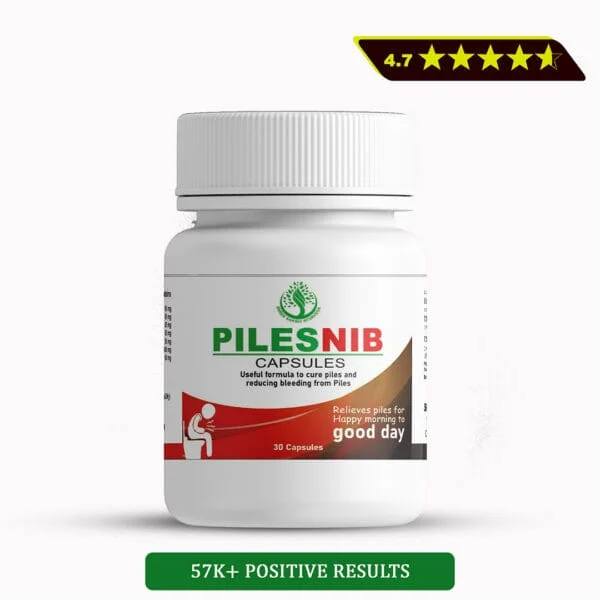 4.7
PILESNIB
CAPSULES
Useful formula to cure piles and
reducing bleeding from Piles
Relieves piles for
Happy morning to
good day
30 Capsules
57K+ POSITIVE RESULTS